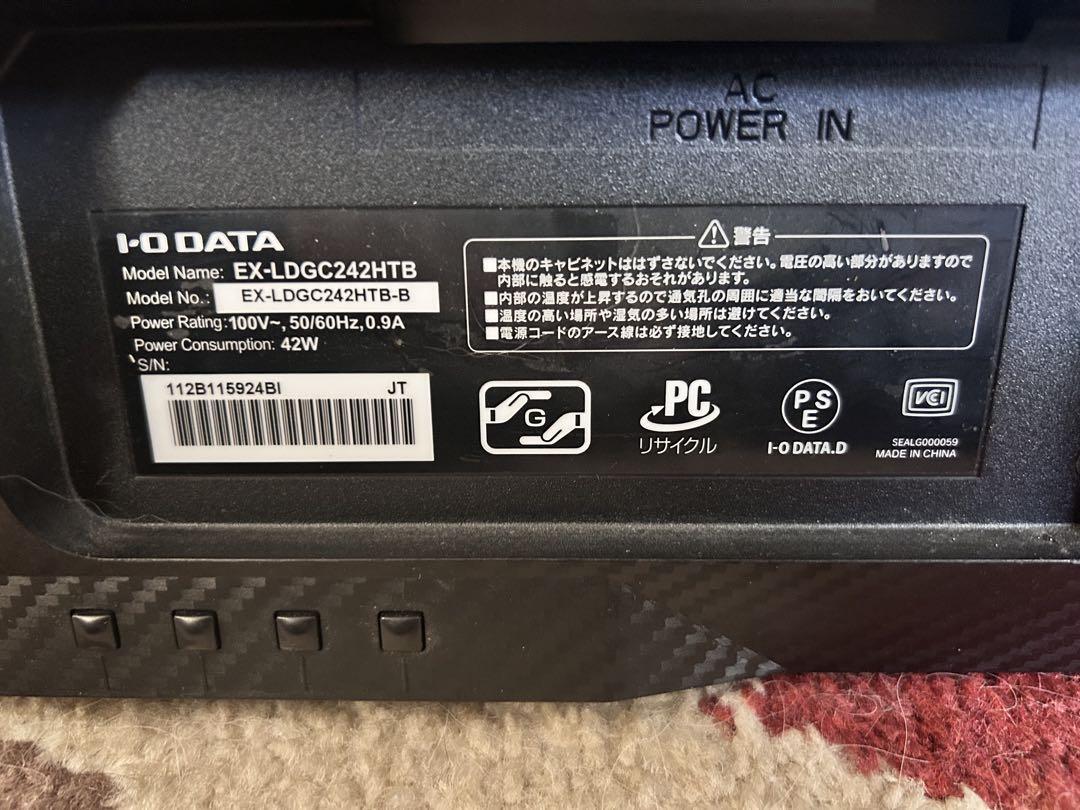 AC
POWER IN
I-O DATA
Model Name: EX-LDGC242HTB
Model No.: EX-LDGC242HTB-B
Power Rating: 100V~, 50/60Hz, 0.9A
Power Consumption: 42W
S/N:
112B115924BI JT
警告
■本機のキャビネットははずさないでください。電圧の高い部分がありますので
内部に触ると感電するおそれがあります。
■内部の温度が上昇するので通気孔の周囲に適当な間隔をおいてください。
■温度の高い場所や湿気の多い場所は避けてください。
■電源コードのアース線は必ず接地してください。
G
PC
リサイクル
PS
E
I-O DATA.D
VCI
SEALG000059
MADE IN CHINA